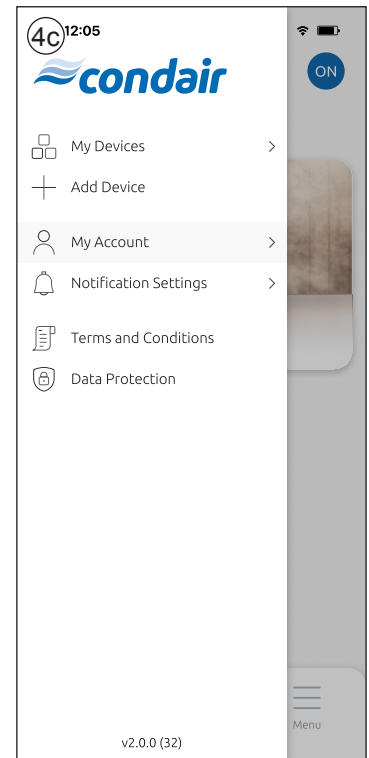 4c
12:05
condair
ON
My Devices
Add Device
My Account
Notification Settings
Terms and Conditions
Data Protection
Menu
v2.0.0 (32)